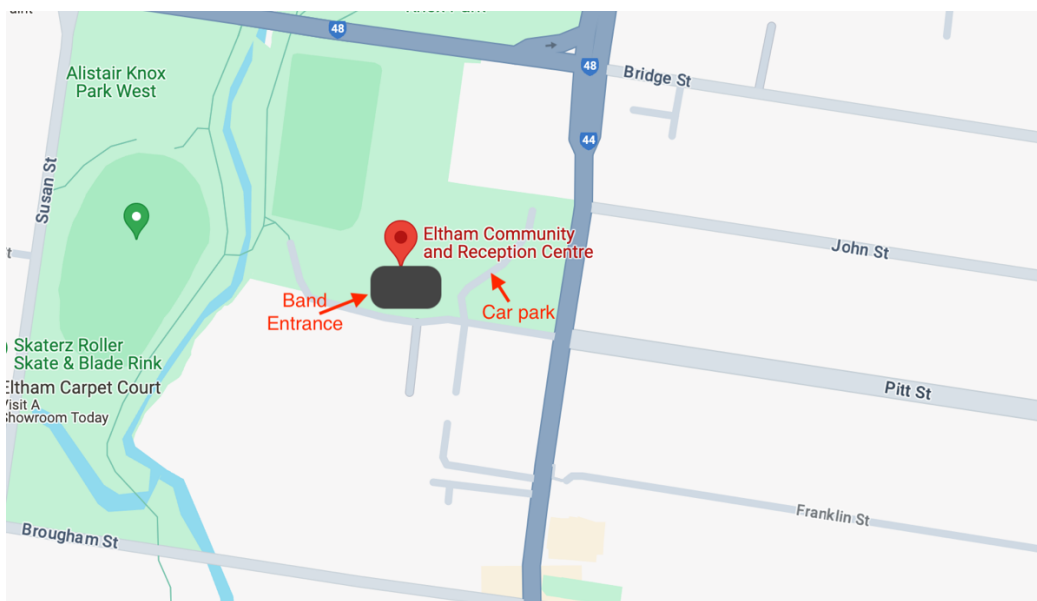 48
Alistair Knox
Park West
48
Bridge St
44
Susan St
Eltham Community
and Reception Centre
John St
Band
Entrance
Car park
Skaterz Roller
Skate & Blade Rink
Eltham Carpet Court
Visit A
Showroom Today
Pitt St
Franklin St
Brougham St